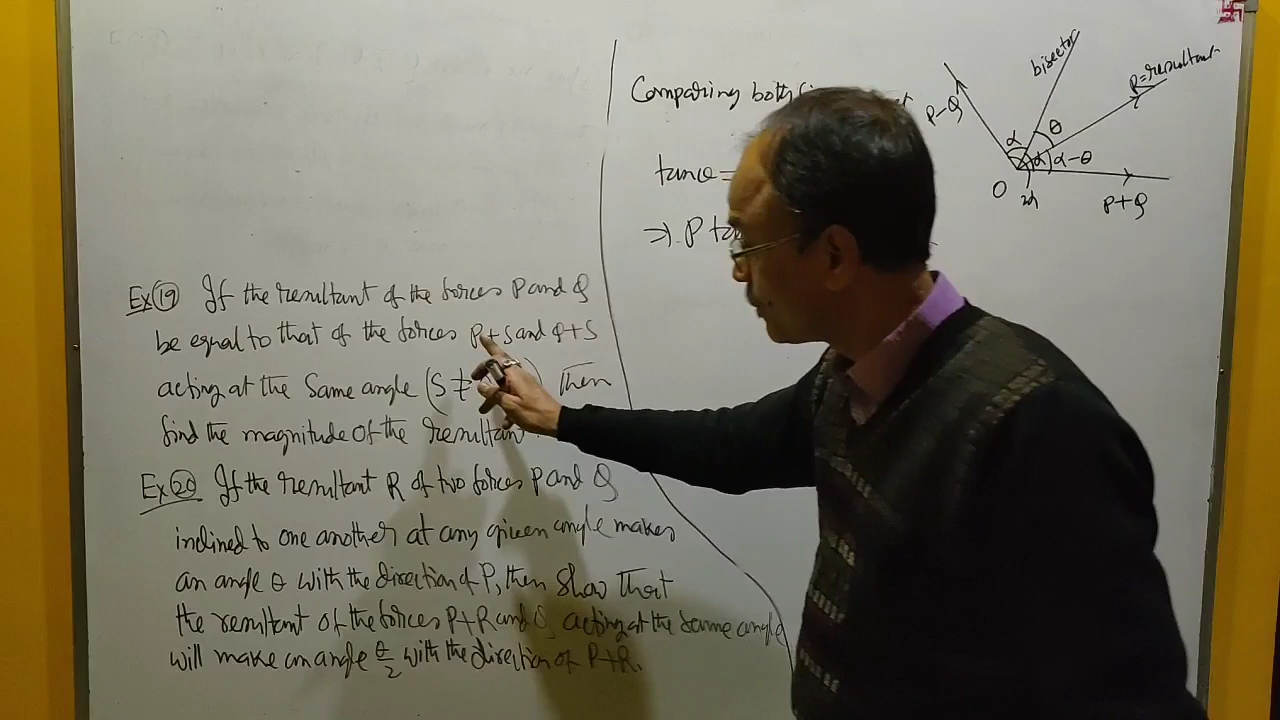 Ex 19 If the resultant of the forces P and Q
be equal to that of the forces P+S and Q+S
acting at the same angle (S ≠ ) Then
find the magnitude of the resultant.
Ex 20 If the resultant R of two forces P and Q
inclined to one another at any given angle makes
an angle θ with the direction of P, then show that
the resultant of the forces P+R and Q acting at the same angle
will make an angle θ/2 with the direction of P+R.
Comparing both
tanθ =
⇒ P
P-Q
bisector
P=resultant
α
θ
α
α-θ
O
2α
P+Q